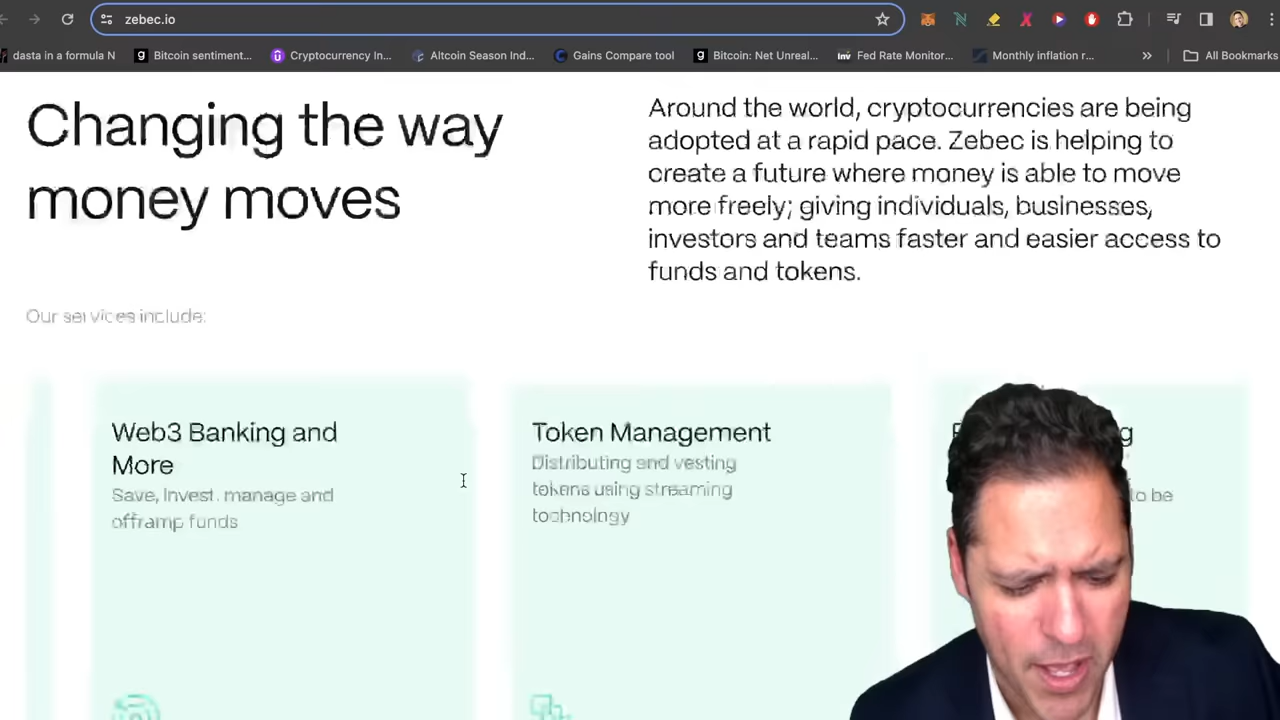 zebec.io
dasta in a formula N
Bitcoin sentiment...
Cryptocurrency In...
Altcoin Season Ind...
Gains Compare tool
Bitcoin: Net Unreal...
Fed Rate Monitor...
Monthly inflation r...
»
All Bookmarks
Changing the way
money moves
Around the world, cryptocurrencies are being
adopted at a rapid pace. Zebec is helping to
create a future where money is able to move
more freely; giving individuals, businesses,
investors and teams faster and easier access to
funds and tokens.
Our services include:
Web3 Banking and
More
Save, Invest. manage and
offramp funds
Token Management
Distributing and vesting
tokens using streaming
technology
to be